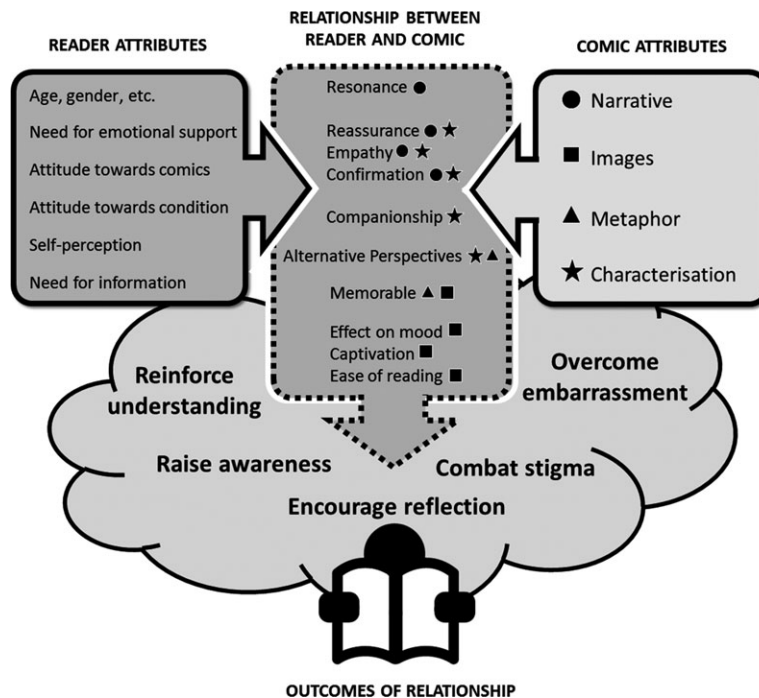 READER ATTRIBUTES
Age, gender, etc.
Need for emotional support
Attitude towards comics
Attitude towards condition
Self-perception
Need for information
RELATIONSHIP BETWEEN
READER AND COMIC
Resonance
Reassurance
Empathy
Confirmation
Companionship
Alternative Perspectives
Memorable
Effect on mood
Captivation
Ease of reading
COMIC ATTRIBUTES
Narrative
Images
Metaphor
Characterisation
Reinforce
understanding
Overcome
embarrassment
Raise awareness
Combat stigma
Encourage reflection
OUTCOMES OF RELATIONSHIP